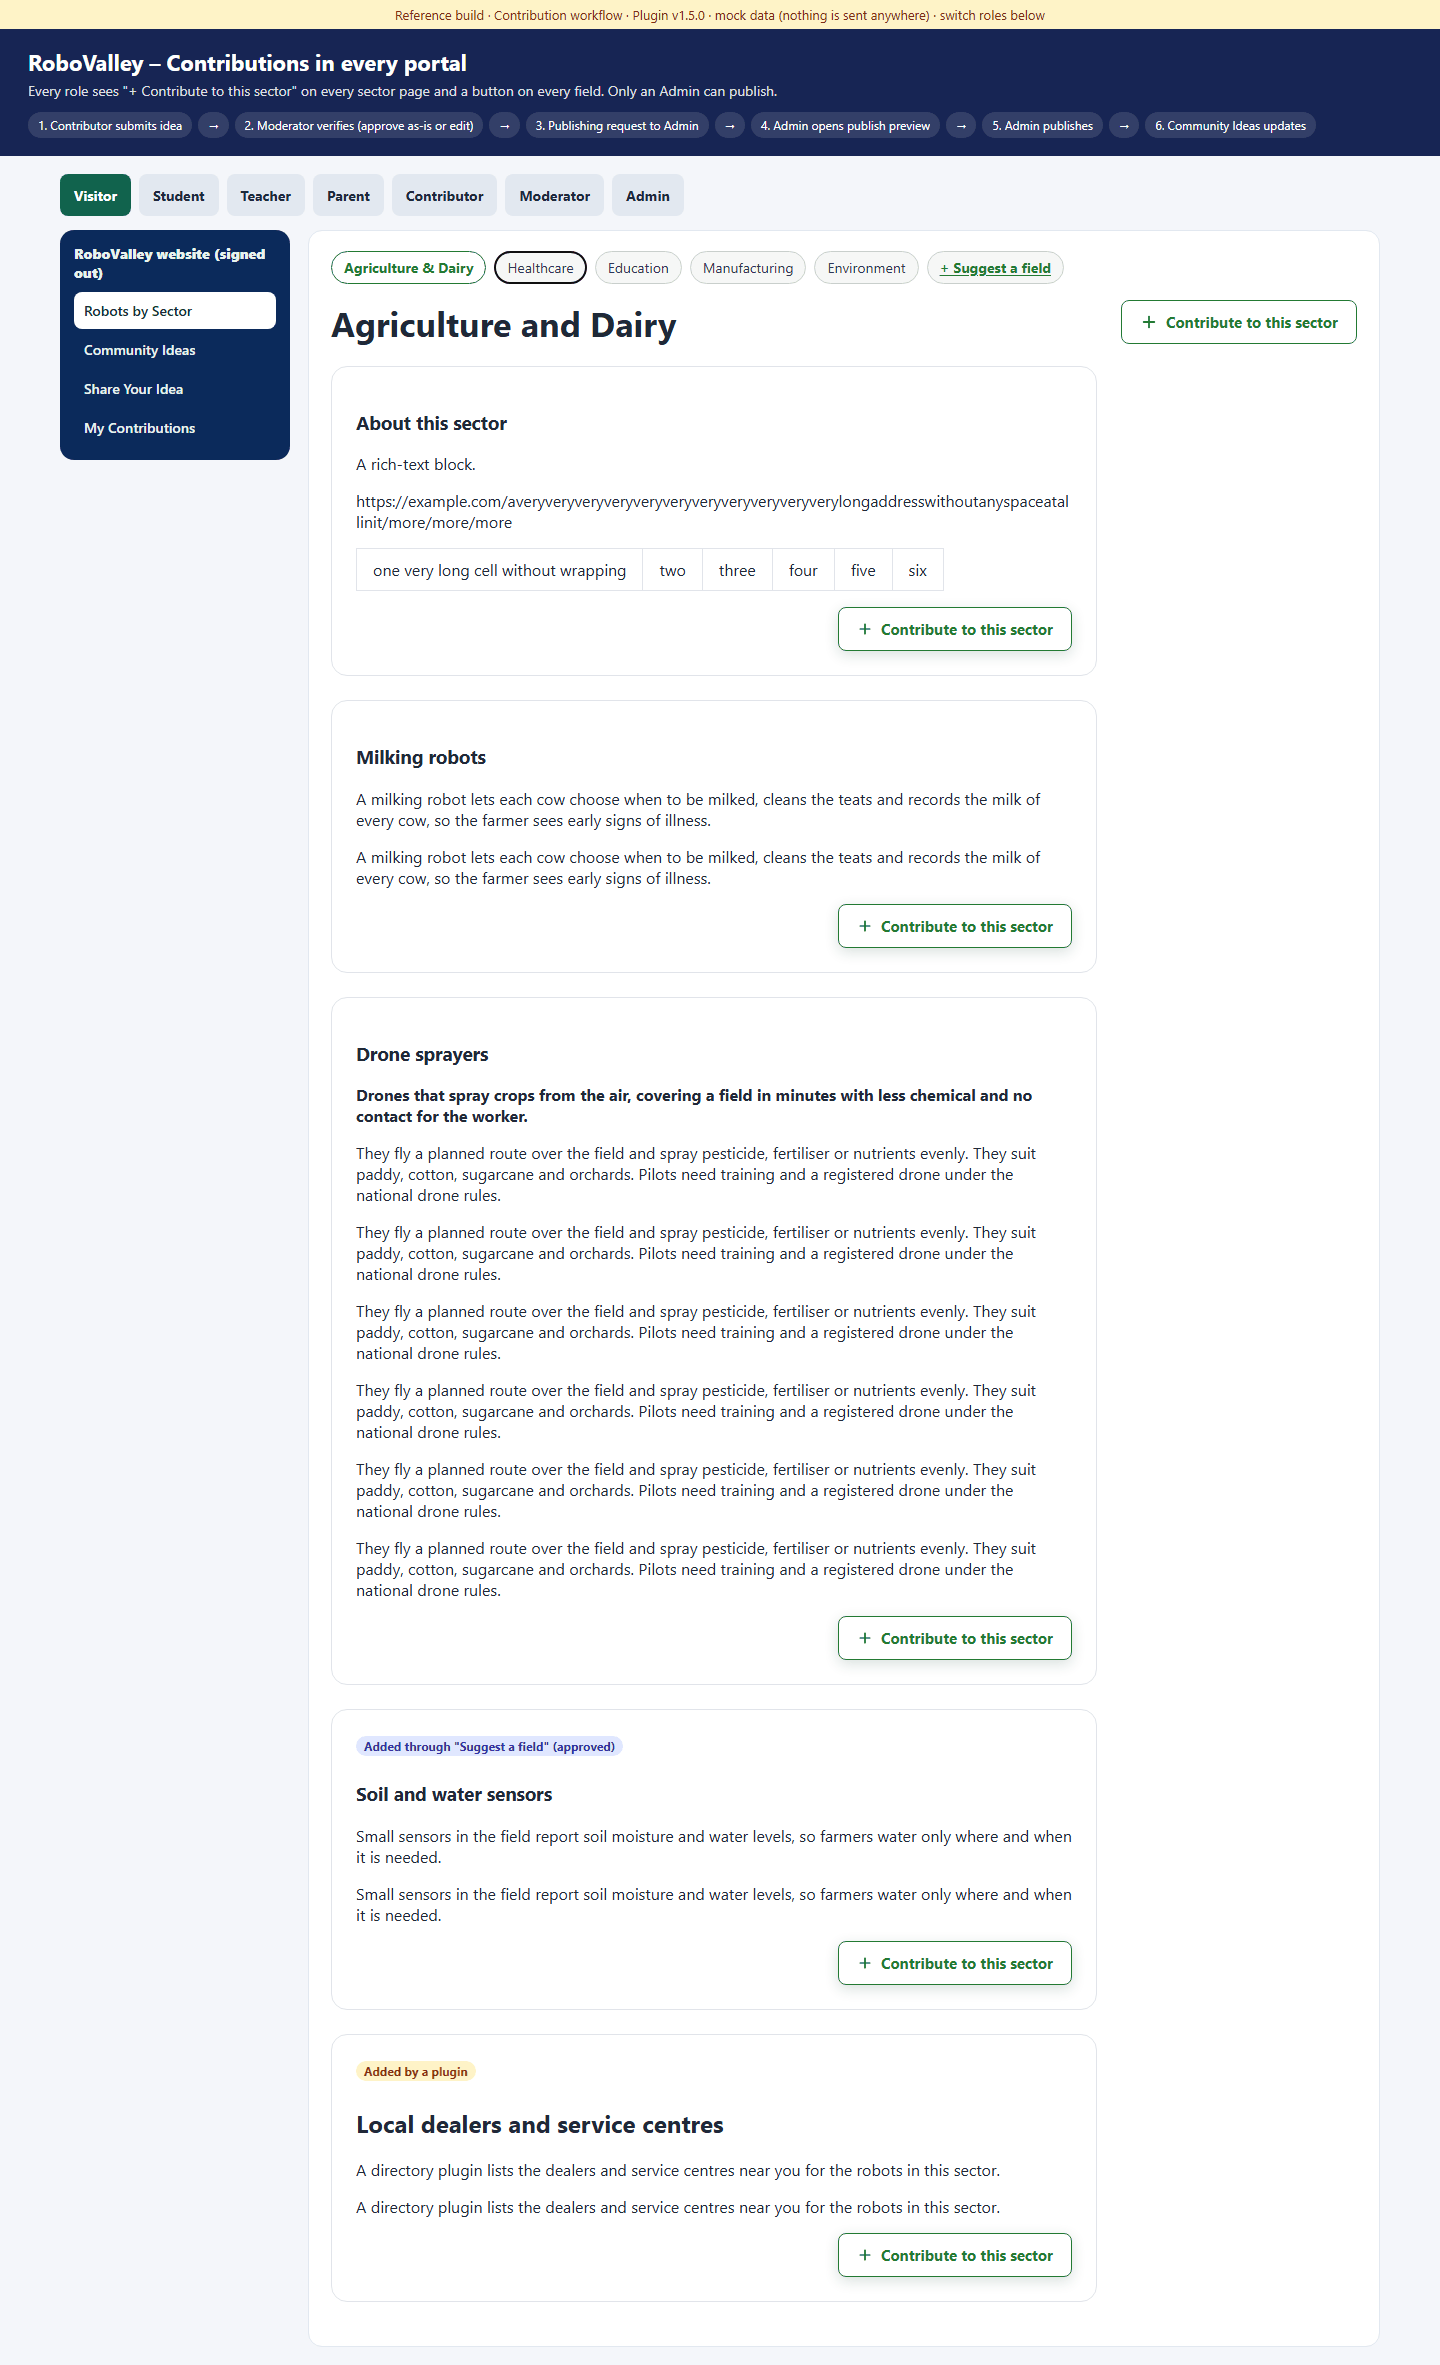 Reference build · Contribution workflow · Plugin v1.5.0 · mock data (nothing is sent anywhere) · switch roles below
RoboValley – Contributions in every portal
Every role sees "+ Contribute to this sector" on every sector page and a button on every field. Only an Admin can publish.
1. Contributor submits idea → 2. Moderator verifies (approve as-is or edit) → 3. Publishing request to Admin → 4. Admin opens publish preview → 5. Admin publishes → 6. Community Ideas updates
Visitor Student Teacher Parent Contributor Moderator Admin
RoboValley website (signed
out)
Robots by Sector
Community Ideas
Share Your Idea
My Contributions
Agriculture & Dairy Healthcare Education Manufacturing Environment + Suggest a field
Agriculture and Dairy
+ Contribute to this sector
About this sector
A rich-text block.
https://example.com/averyveryveryveryveryveryveryveryveryveryverylongaddresswithoutanyspaceatal
linit/more/more/more
one very long cell without wrapping two three four five six
+ Contribute to this sector
Milking robots
A milking robot lets each cow choose when to be milked, cleans the teats and records the milk of
every cow, so the farmer sees early signs of illness.
A milking robot lets each cow choose when to be milked, cleans the teats and records the milk of
every cow, so the farmer sees early signs of illness.
+ Contribute to this sector
Drone sprayers
Drones that spray crops from the air, covering a field in minutes with less chemical and no
contact for the worker.
They fly a planned route over the field and spray pesticide, fertiliser or nutrients evenly. They suit
paddy, cotton, sugarcane and orchards. Pilots need training and a registered drone under the
national drone rules.
They fly a planned route over the field and spray pesticide, fertiliser or nutrients evenly. They suit
paddy, cotton, sugarcane and orchards. Pilots need training and a registered drone under the
national drone rules.
They fly a planned route over the field and spray pesticide, fertiliser or nutrients evenly. They suit
paddy, cotton, sugarcane and orchards. Pilots need training and a registered drone under the
national drone rules.
They fly a planned route over the field and spray pesticide, fertiliser or nutrients evenly. They suit
paddy, cotton, sugarcane and orchards. Pilots need training and a registered drone under the
national drone rules.
They fly a planned route over the field and spray pesticide, fertiliser or nutrients evenly. They suit
paddy, cotton, sugarcane and orchards. Pilots need training and a registered drone under the
national drone rules.
They fly a planned route over the field and spray pesticide, fertiliser or nutrients evenly. They suit
paddy, cotton, sugarcane and orchards. Pilots need training and a registered drone under the
national drone rules.
+ Contribute to this sector
Added through "Suggest a field" (approved)
Soil and water sensors
Small sensors in the field report soil moisture and water levels, so farmers water only where and when
it is needed.
Small sensors in the field report soil moisture and water levels, so farmers water only where and when
it is needed.
+ Contribute to this sector
Added by a plugin
Local dealers and service centres
A directory plugin lists the dealers and service centres near you for the robots in this sector.
A directory plugin lists the dealers and service centres near you for the robots in this sector.
+ Contribute to this sector